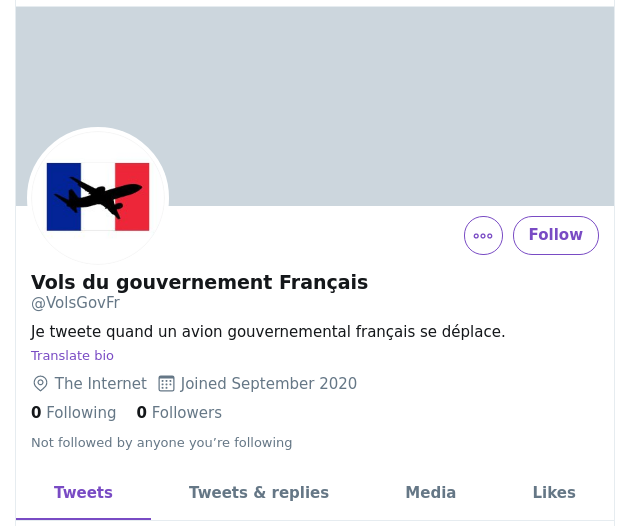 Follow
Vols du gouvernement Français
@VolsGovFr
Je tweete quand un avion gouvernemental français se déplace.
Translate bio
The Internet Joined September 2020
0 Following 0 Followers
Not followed by anyone you’re following
Tweets Tweets & replies Media Likes